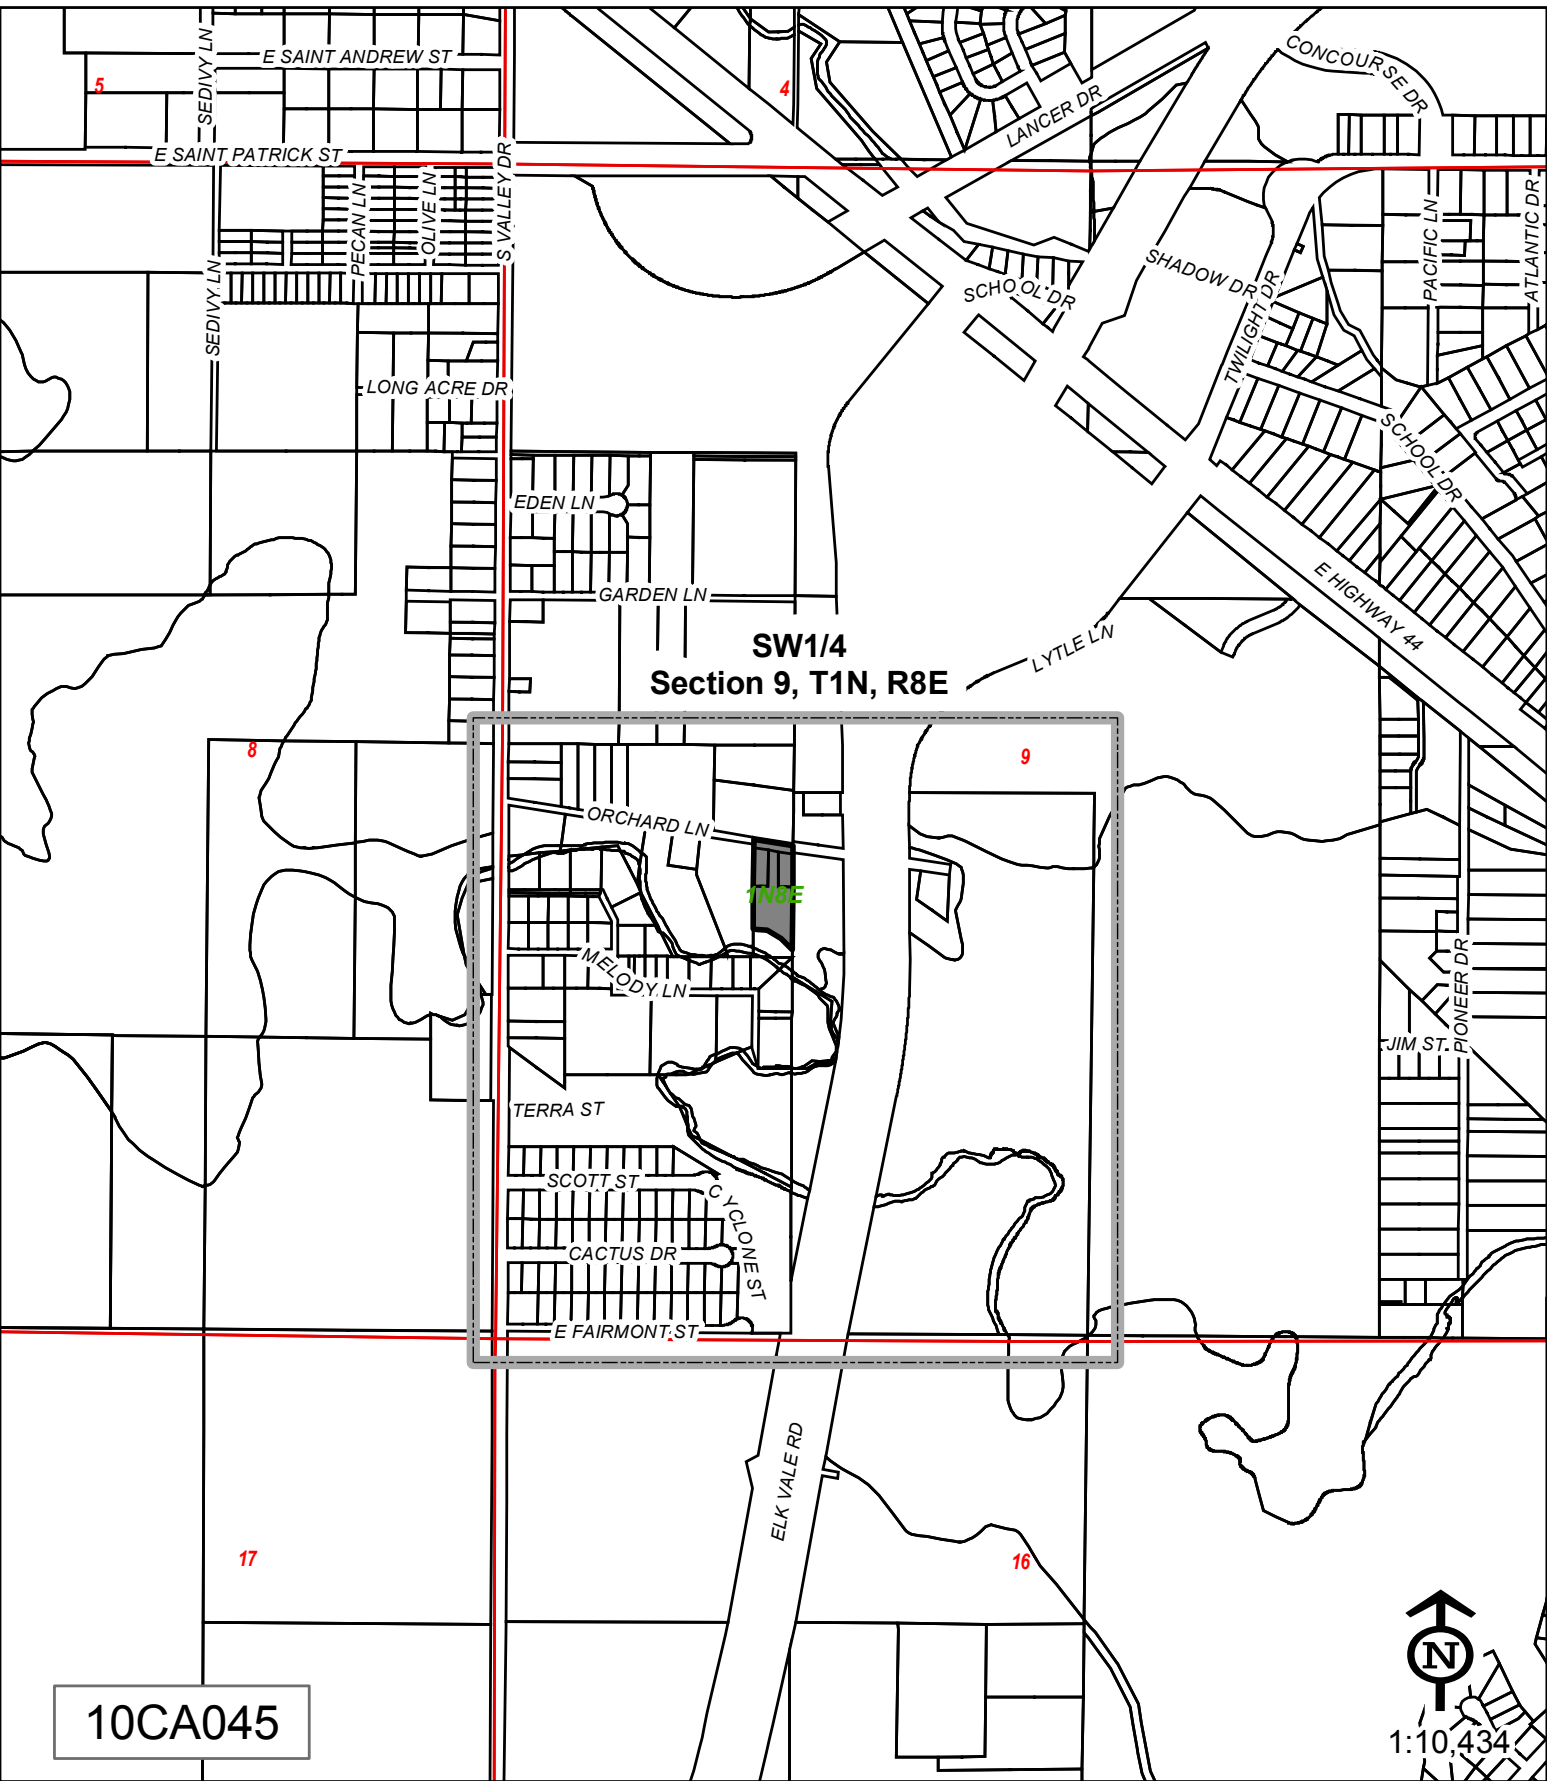 SEDIVY LN
E SAINT ANDREW ST
5
4
CONCOURSE DR
LANCER DR
E SAINT PATRICK ST
S VALLEY DR
PECAN LN
OLIVE LN
PACIFIC LN
ATLANTIC DR
SEDIVY LN
SCHOOL DR
SHADOW DR
TWILIGHT DR
LONG ACRE DR
SCHOOL DR
EDEN LN
GARDEN LN
E HIGHWAY 44
SW1/4
Section 9, T1N, R8E
LYTLE LN
8
9
ORCHARD LN
1N8E
MELODY LN
PIONEER DR
JIM ST
TERRA ST
SCOTT ST
CYCLONE ST
CACTUS DR
E FAIRMONT ST
ELK VALE RD
17
16
N
10CA045
1:10,434